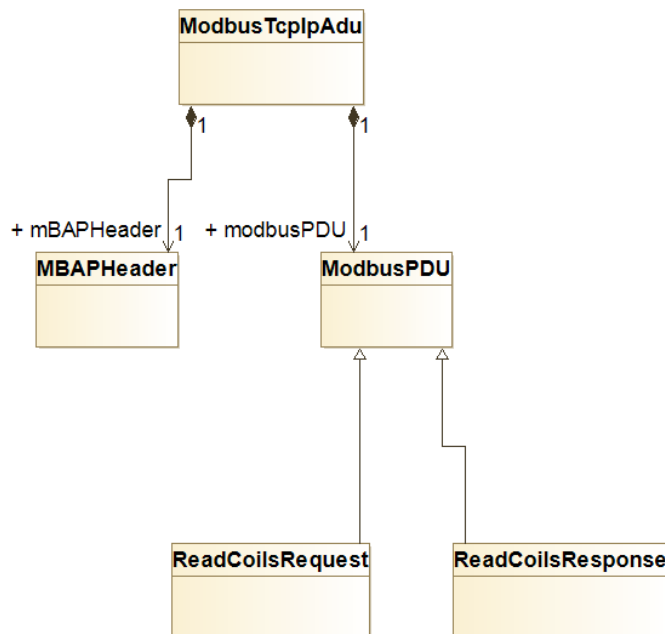 ModbusTcpIpAdu
1
1
+ mBAPHeader
1
+ modbusPDU
1
MBAPHeader
ModbusPDU
ReadCoilsRequest
ReadCoilsResponse